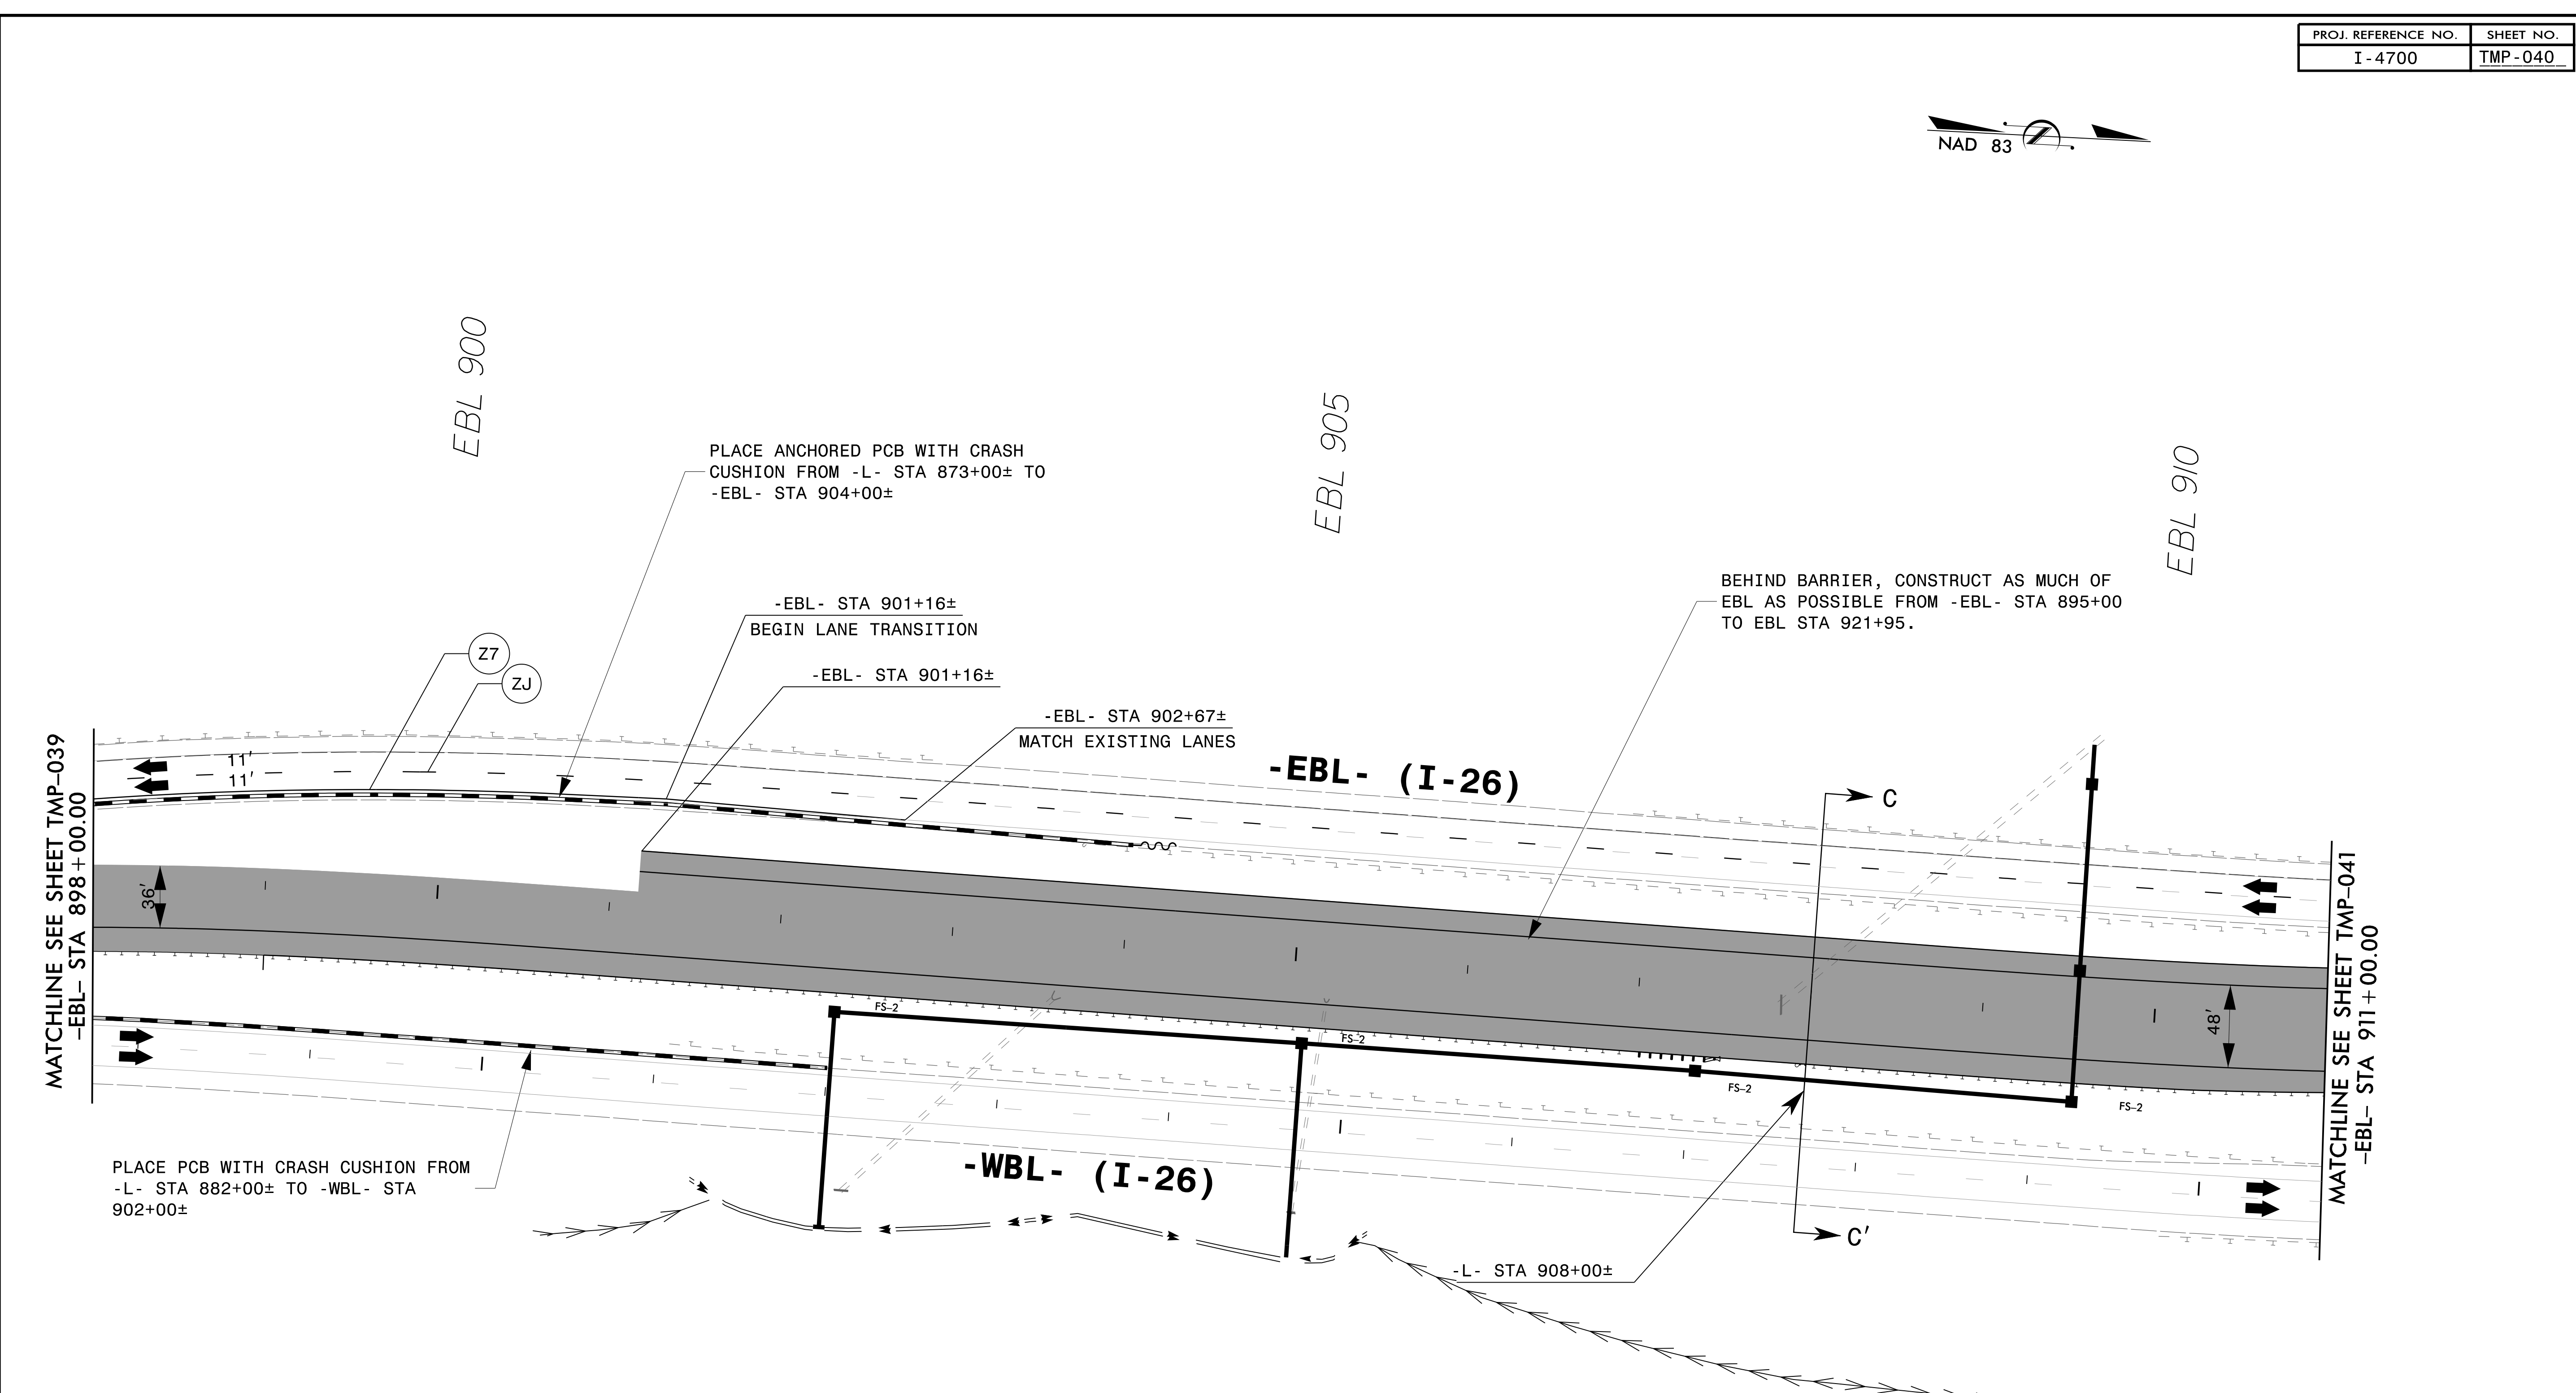 PROJ. REFERENCE NO.
SHEET NO.
I-4700
TMP-040
NAD 83
EBL 900
EBL 905
EBL 910
PLACE ANCHORED PCB WITH CRASH
CUSHION FROM -L- STA 873+00± TO
-EBL- STA 904+00±
BEHIND BARRIER, CONSTRUCT AS MUCH OF
EBL AS POSSIBLE FROM -EBL- STA 895+00
TO EBL STA 921+95.
-EBL- STA 901+16±
BEGIN LANE TRANSITION
Z7
ZJ
-EBL- STA 901+16±
-EBL- STA 902+67±
MATCH EXISTING LANES
-EBL- (I-26)
11'
11'
C
MATCHLINE SEE SHEET TMP-039
-EBL- STA 898+00.00
36'
FS-2
FS-2
FS-2
FS-2
48'
MATCHLINE SEE SHEET TMP-041
-EBL- STA 911+00.00
PLACE PCB WITH CRASH CUSHION FROM
-L- STA 882+00± TO -WBL- STA
902+00±
-WBL- (I-26)
C'
-L- STA 908+00±